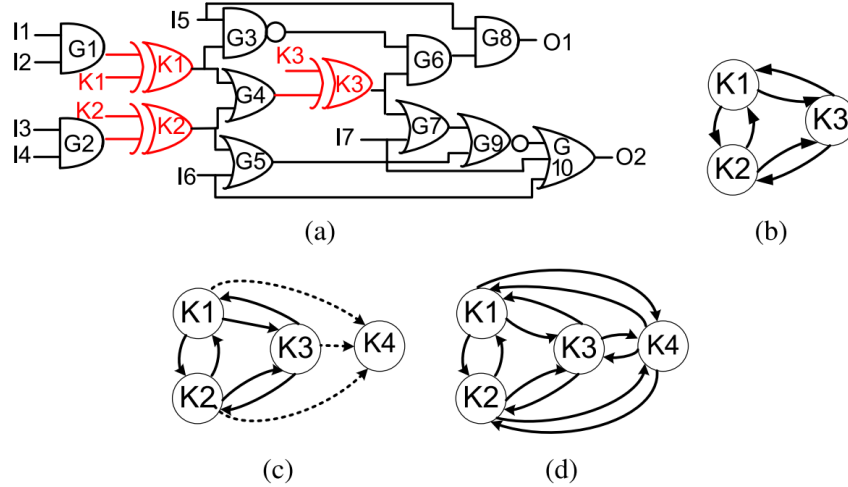 I1
I2
G1
K1
K1
I5
G3
G8
O1
G6
K3
K3
G4
K2
K2
I3
I4
G2
I7
G7
G9
G5
I6
G
10
O2
(a)
K1
K3
K2
(b)
K1
K3
K4
K2
(c)
K1
K3
K4
K2
(d)